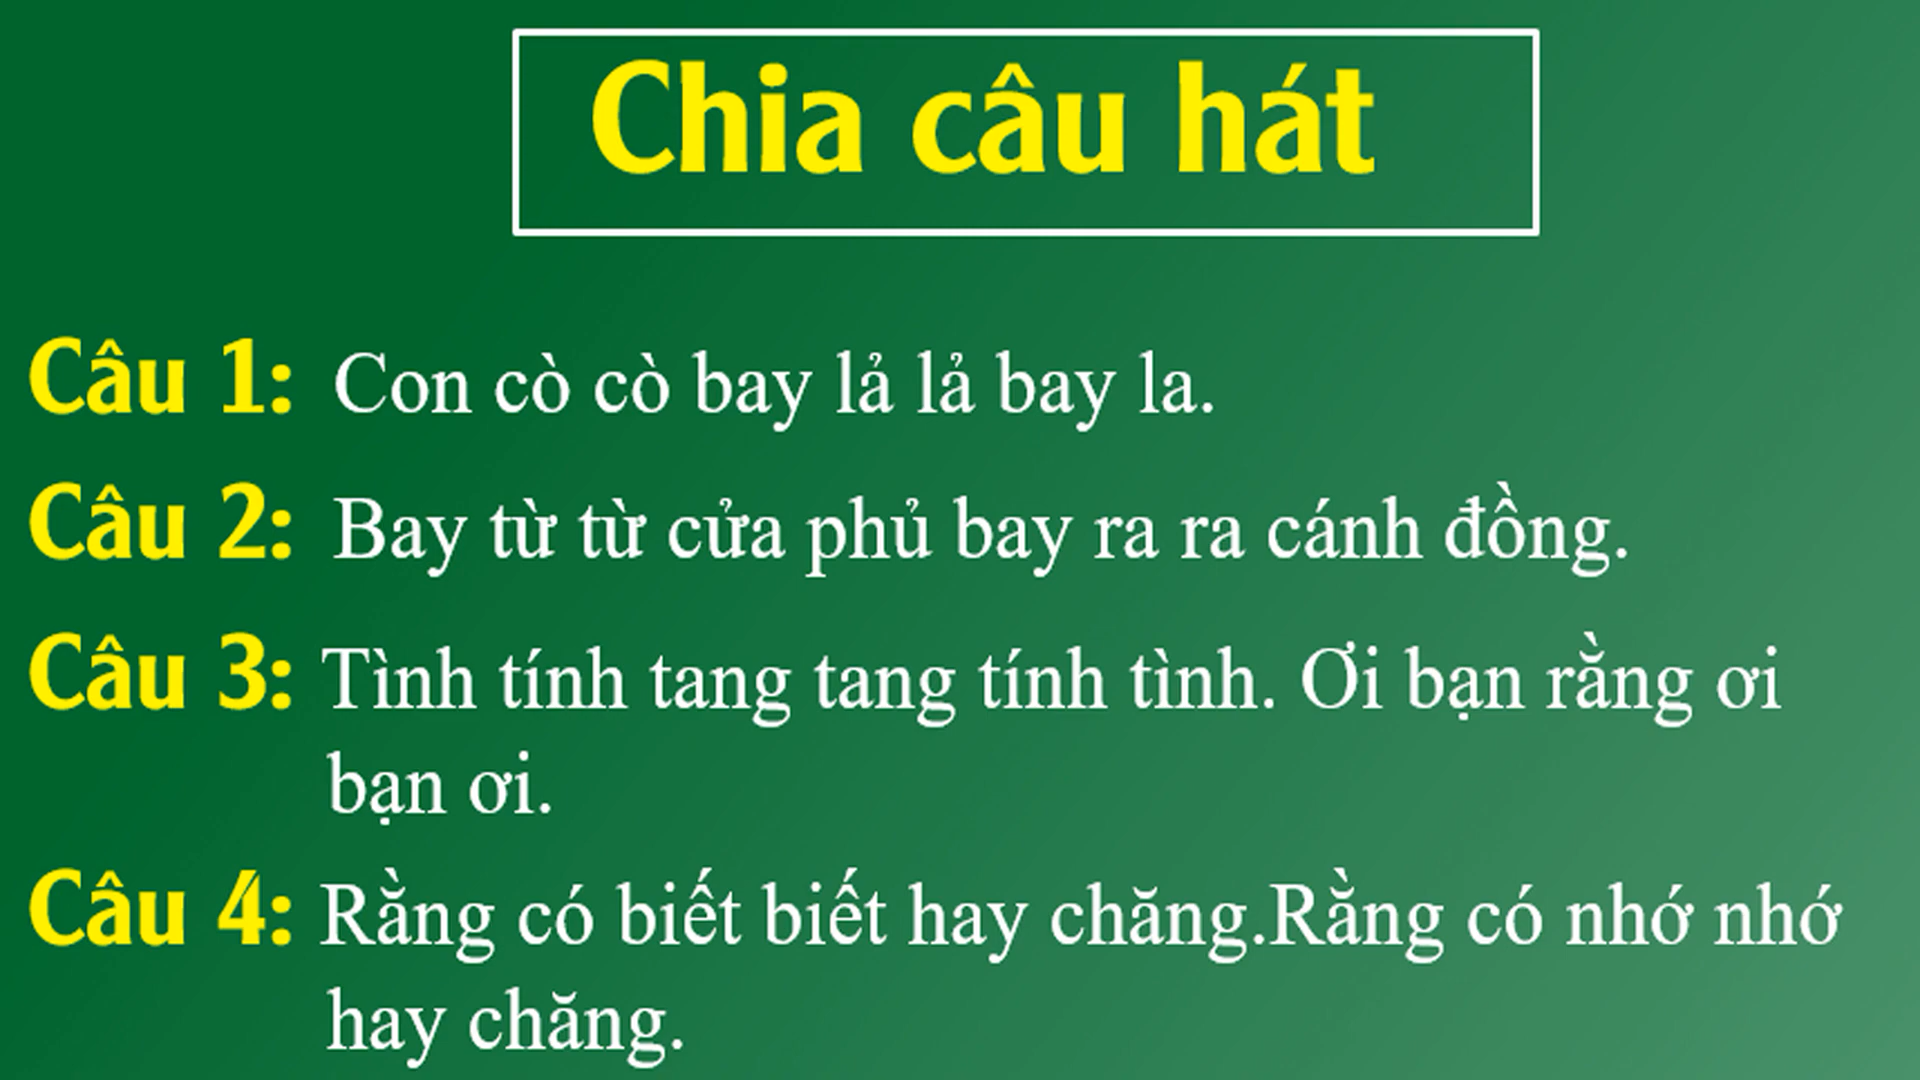 Chia câu hát
Câu 1: Con cò cò bay lả lả bay la.
Câu 2: Bay từ từ cửa phủ bay ra ra cánh đồng.
Câu 3: Tình tính tang tang tính tình. Ơi bạn rằng ơi
bạn ơi.
Câu 4: Rằng có biết biết hay chăng.Rằng có nhớ nhớ
hay chăng.